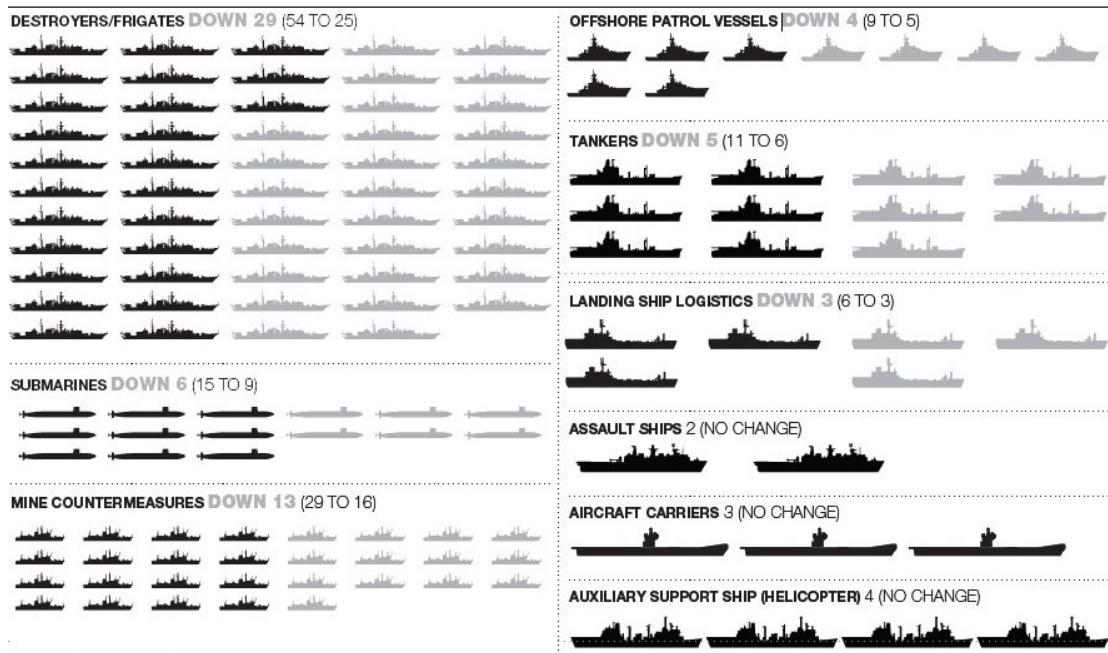 DESTROYERS/FRIGATES DOWN 29 (54 TO 25)
SUBMARINES DOWN 6 (15 TO 9)
MINE COUNTERMEASURES DOWN 13 (29 TO 16)
OFFSHORE PATROL VESSELS DOWN 4 (9 TO 5)
TANKERS DOWN 5 (11 TO 6)
LANDING SHIP LOGISTICS DOWN 3 (6 TO 3)
ASSAULT SHIPS 2 (NO CHANGE)
AIRCRAFT CARRIERS 3 (NO CHANGE)
AUXILIARY SUPPORT SHIP (HELICOPTER) 4 (NO CHANGE)